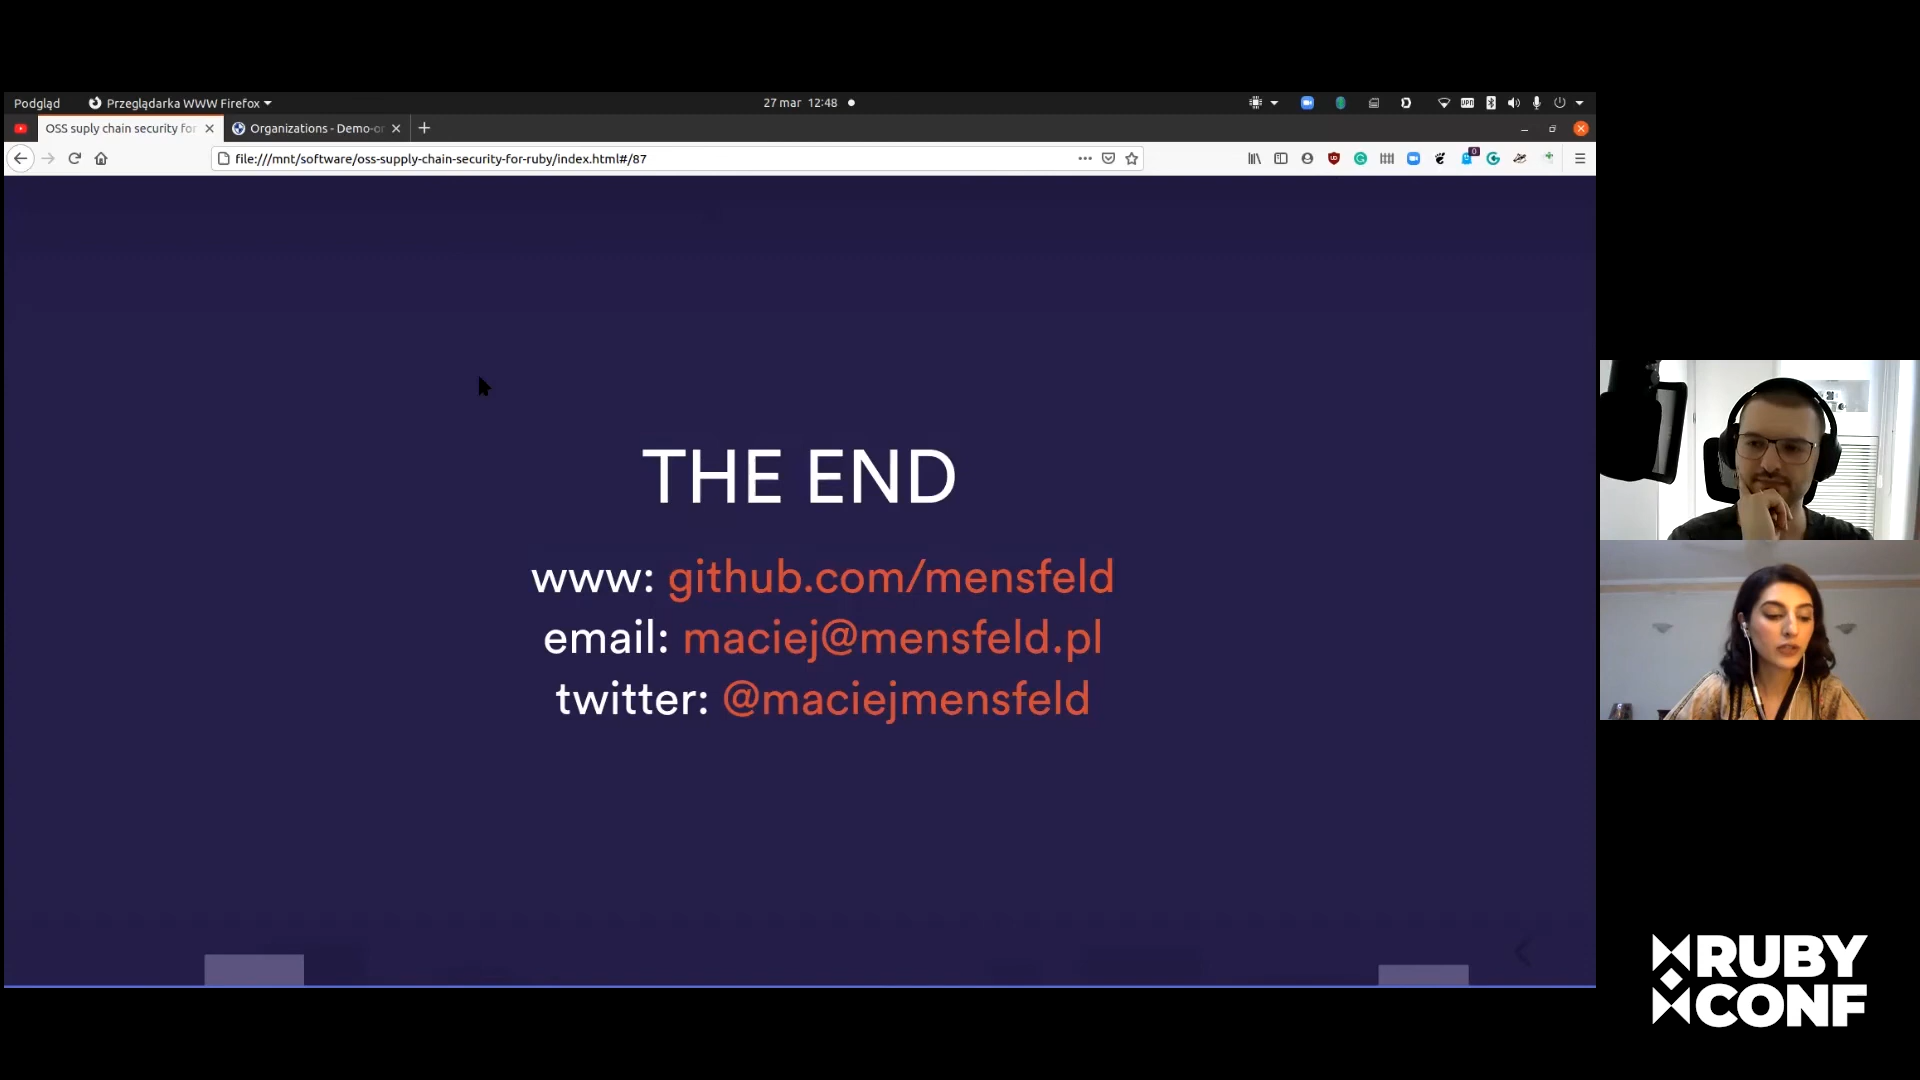 Podgląd Przeglądarka WWW Firefox 27 mar 12:48
OSS suply chain security for Organizations - Demo-or
file:///mnt/software/oss-supply-chain-security-for-ruby/index.html#/87
THE END
www: github.com/mensfeld
email: maciej@mensfeld.pl
twitter: @maciejmensfeld
RUBY
CONF